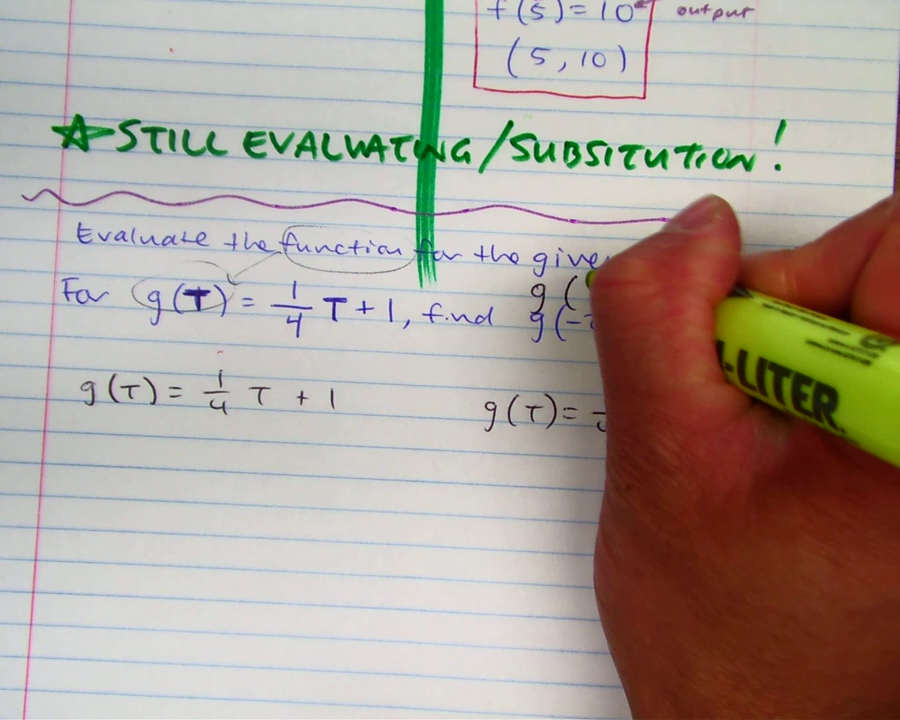 f(5) = 10 output
(5, 10)
☆ STILL EVALUATING/SUBSITUTION!
Evaluate the function for the give
For g(T) = 1/4 T + 1, find g(
g(-
g(T) = 1/4 T + 1
g(T) =
-LITER